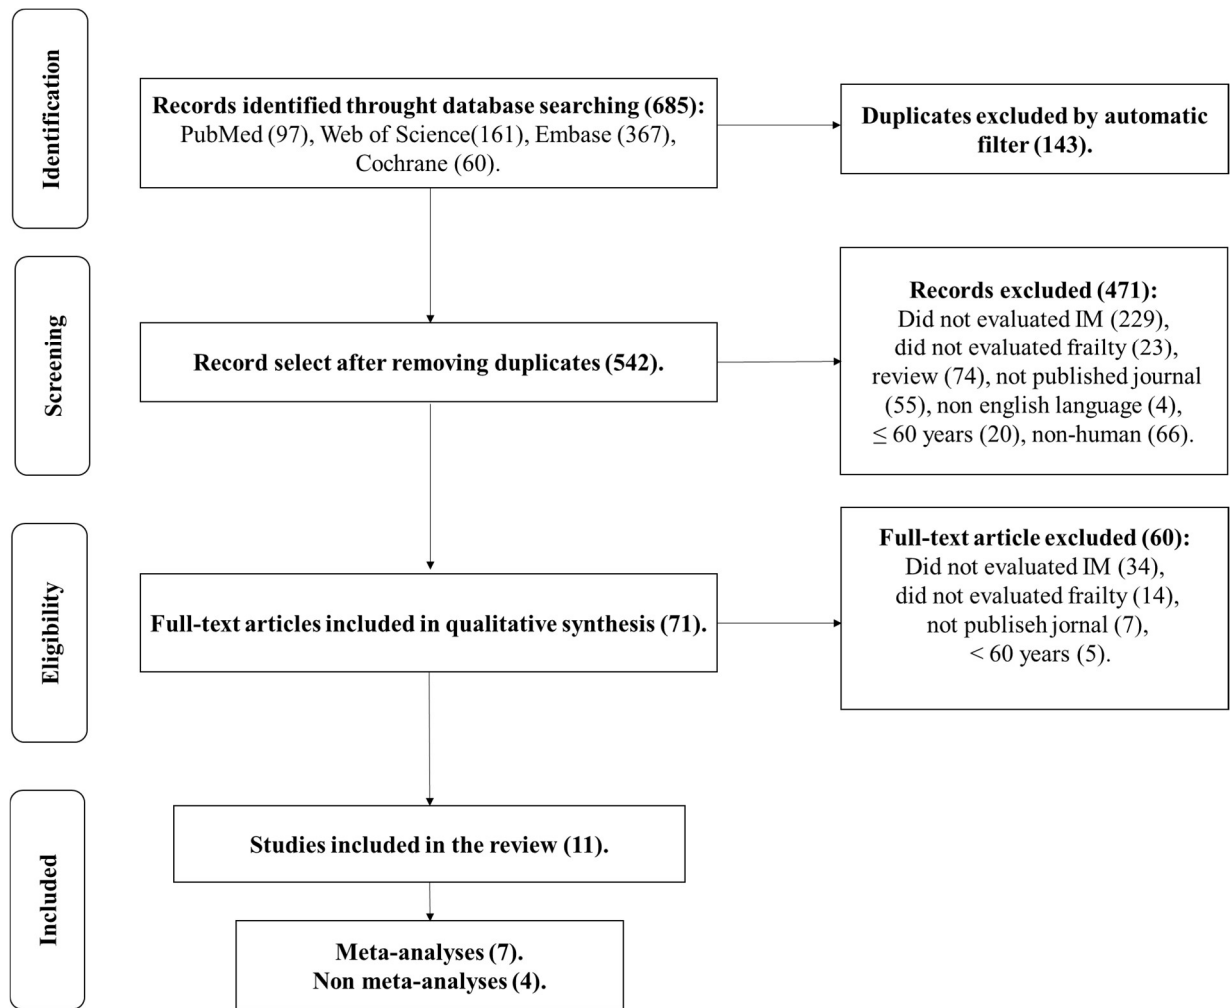 Identification
Records identified throught database searching (685):
PubMed (97), Web of Science(161), Embase (367),
Cochrane (60).
Duplicates excluded by automatic
filter (143).
Screening
Record select after removing duplicates (542).
Records excluded (471):
Did not evaluated IM (229),
did not evaluated frailty (23),
review (74), not published journal
(55), non english language (4),
≤ 60 years (20), non-human (66).
Eligibility
Full-text articles included in qualitative synthesis (71).
Full-text article excluded (60):
Did not evaluated IM (34),
did not evaluated frailty (14),
not publiseh jornal (7),
< 60 years (5).
Included
Studies included in the review (11).
Meta-analyses (7).
Non meta-analyses (4).